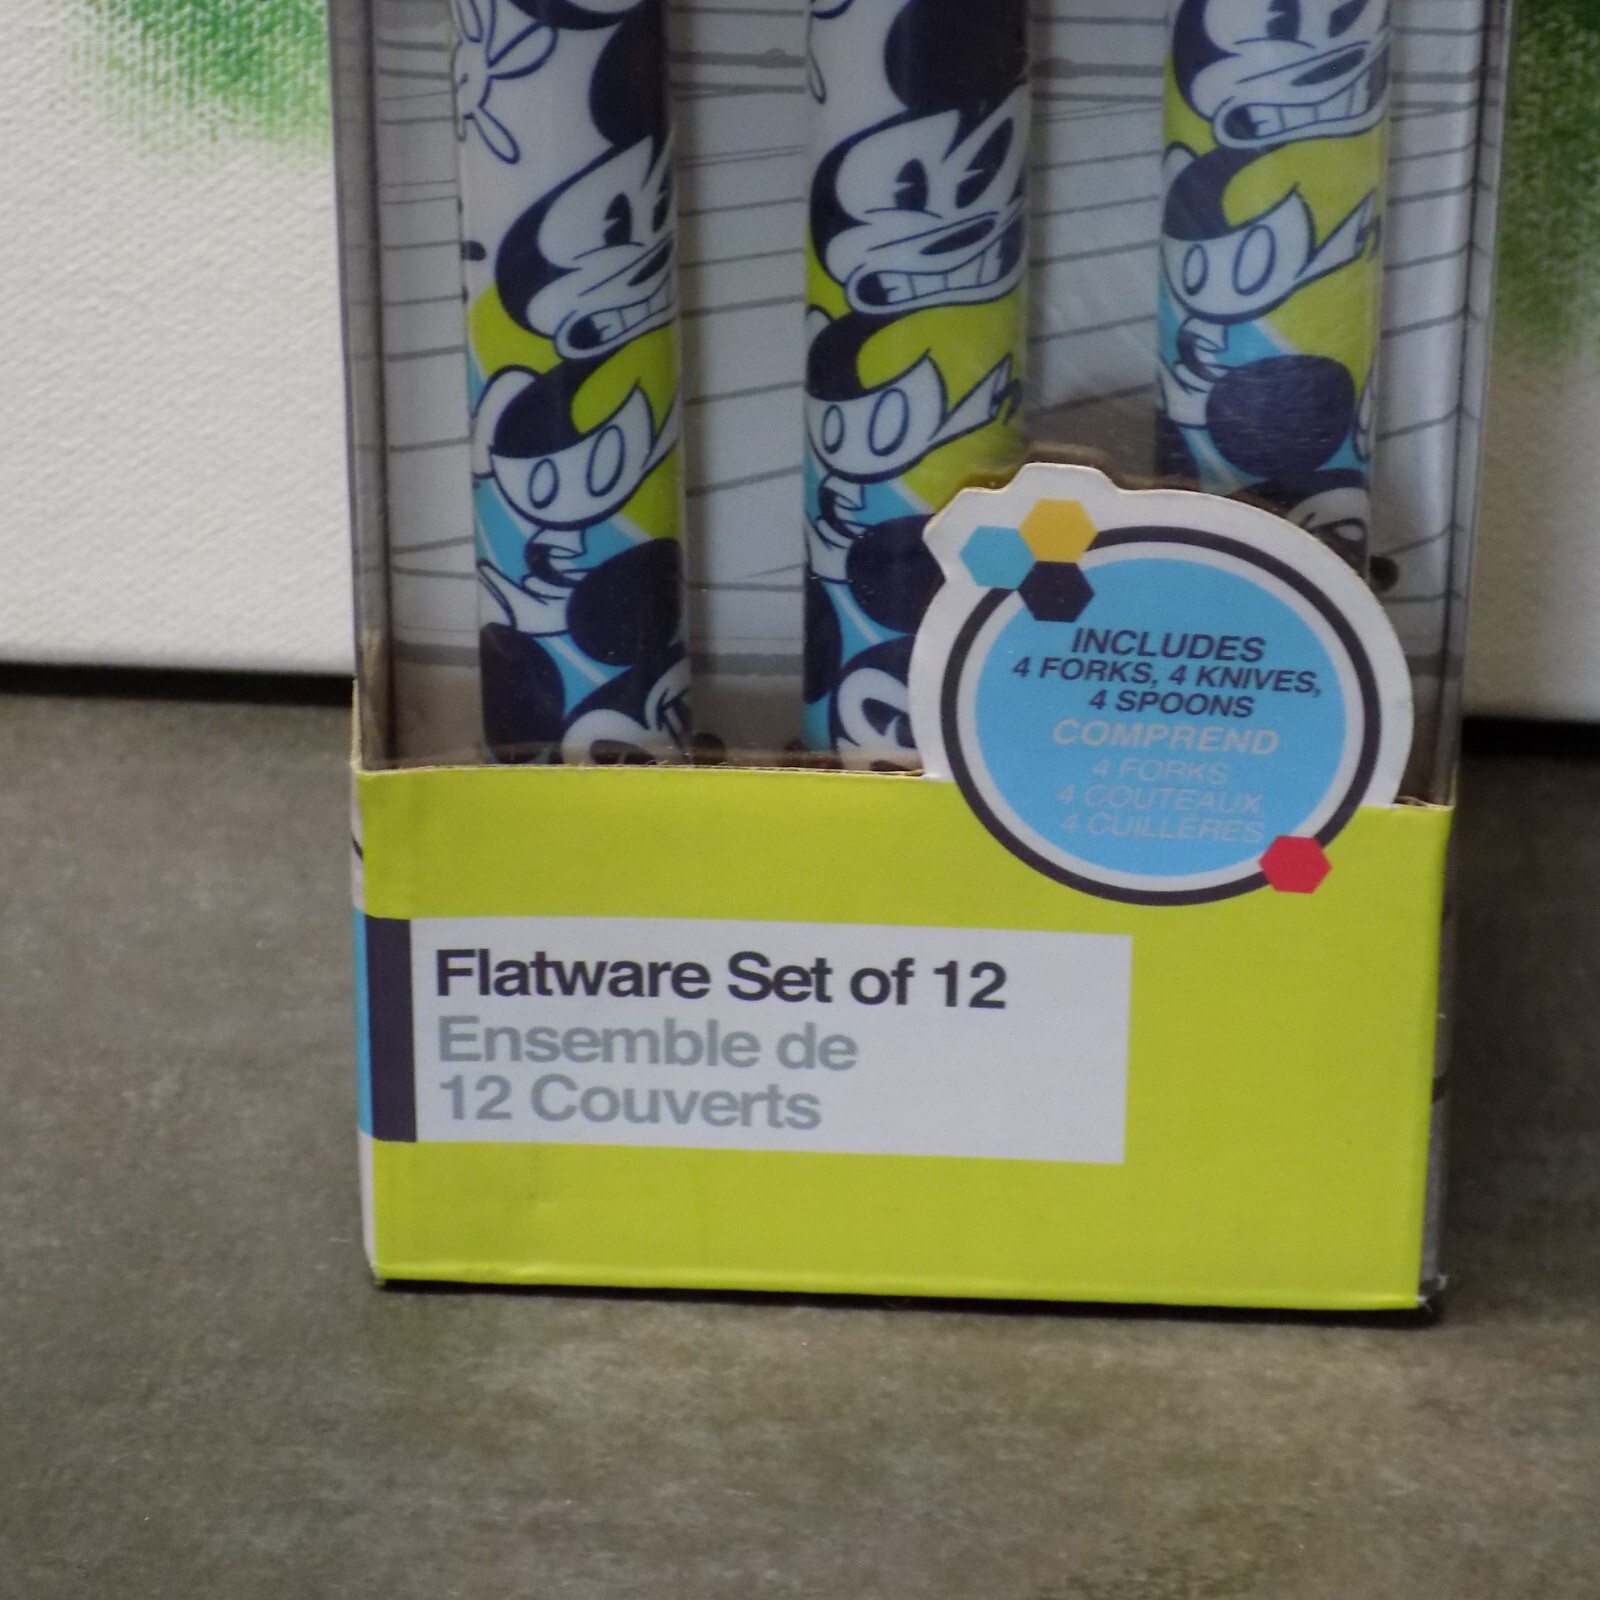 INCLUDES
4 FORKS, 4 KNIVES,
4 SPOONS
COMPREND
4 FORKS
4 COUTEAUX,
4 CUILLÈRES
Flatware Set of 12
Ensemble de
12 Couverts